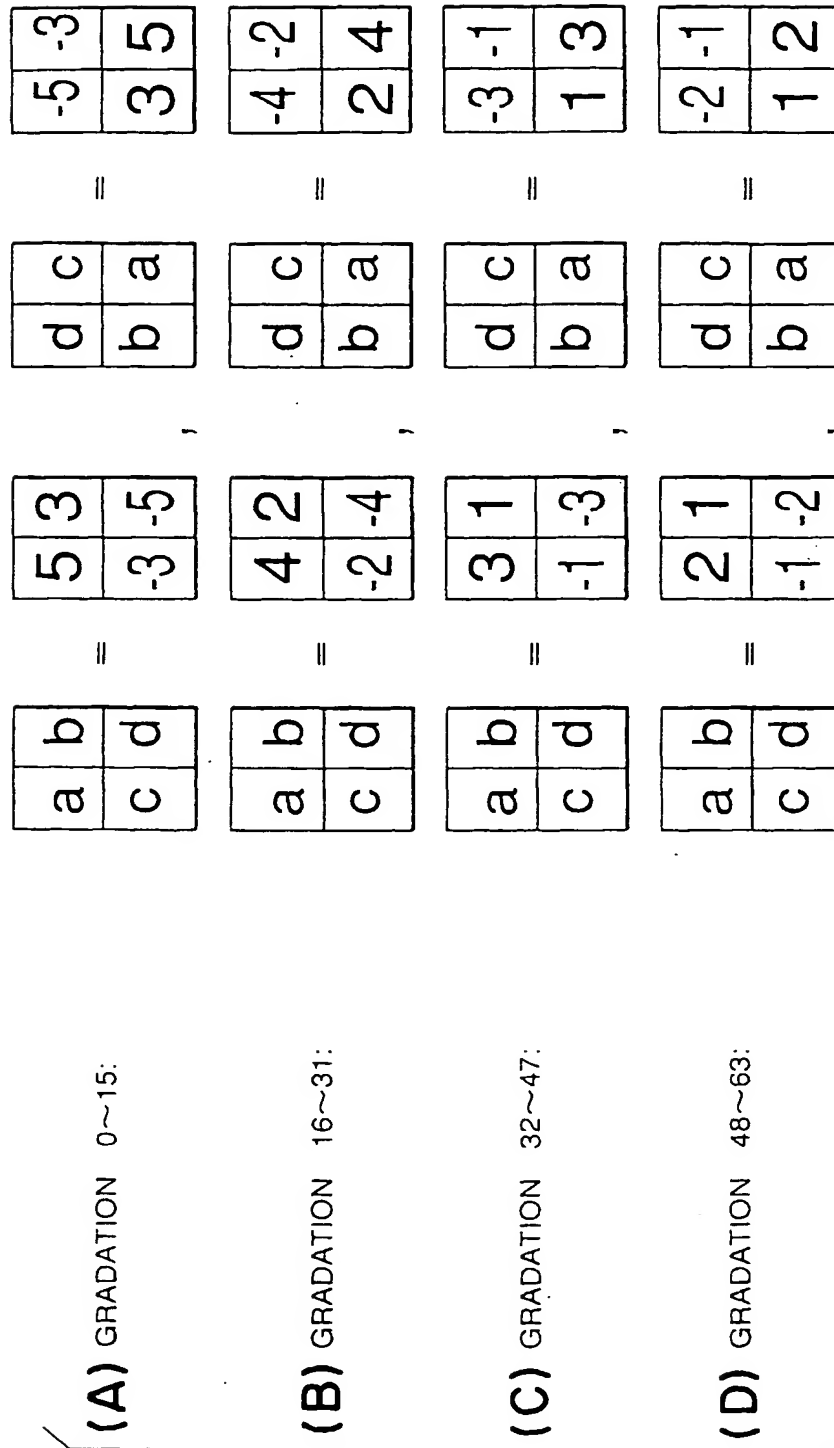 a b 5 3 d c -5 -3
(A) GRADATION 0~15: = , =
c d -3 -5 b a 3 5
a b 4 2 d c -4 -2
(B) GRADATION 16~31: = , =
c d -2 -4 b a 2 4
a b 3 1 d c -3 -1
(C) GRADATION 32~47: = , =
c d -1 -3 b a 1 3
a b 2 1 d c -2 -1
(D) GRADATION 48~63: = , =
c d -1 -2 b a 1 2